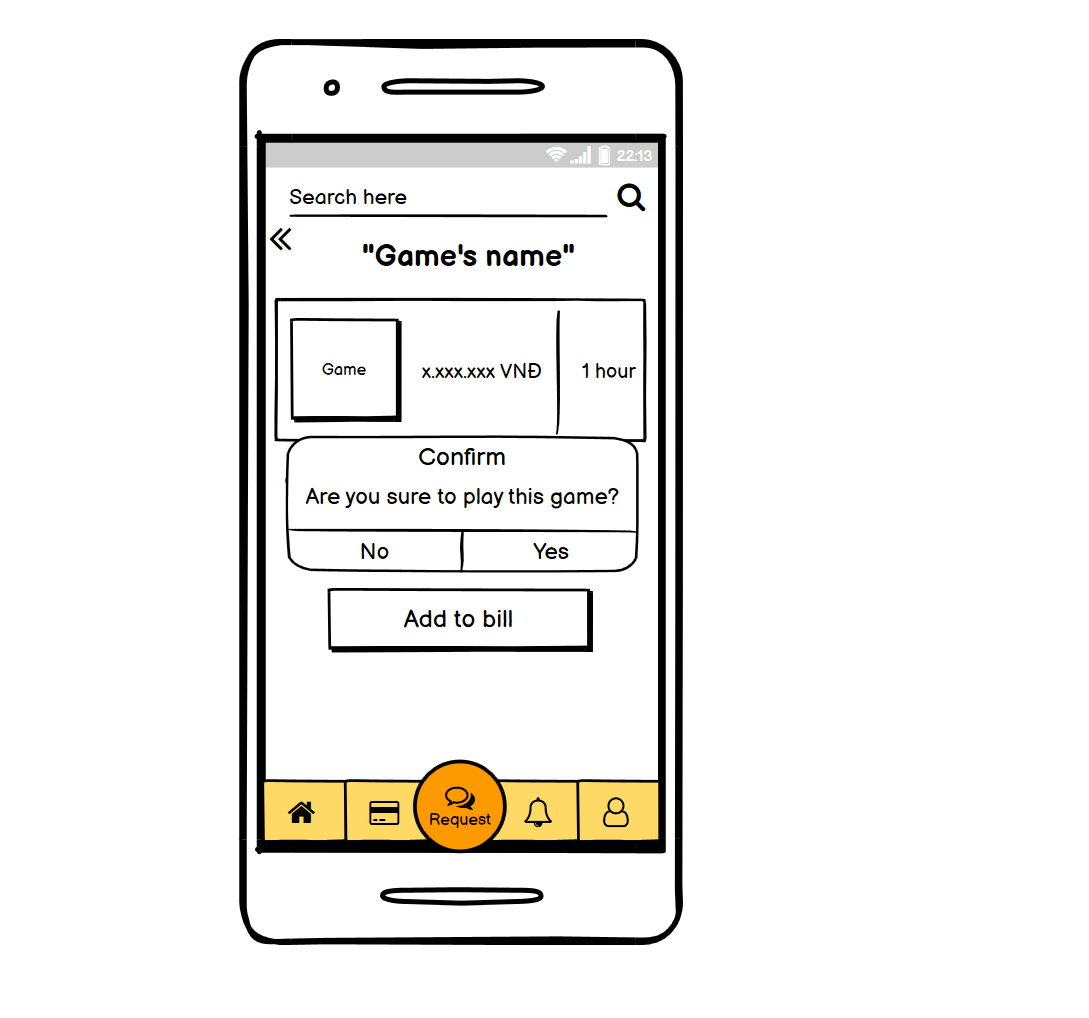 22:13
Search here
"Game's name"
Game
x.xxx.xxx VNĐ
1 hour
Confirm
Are you sure to play this game?
No
Yes
Add to bill
Request